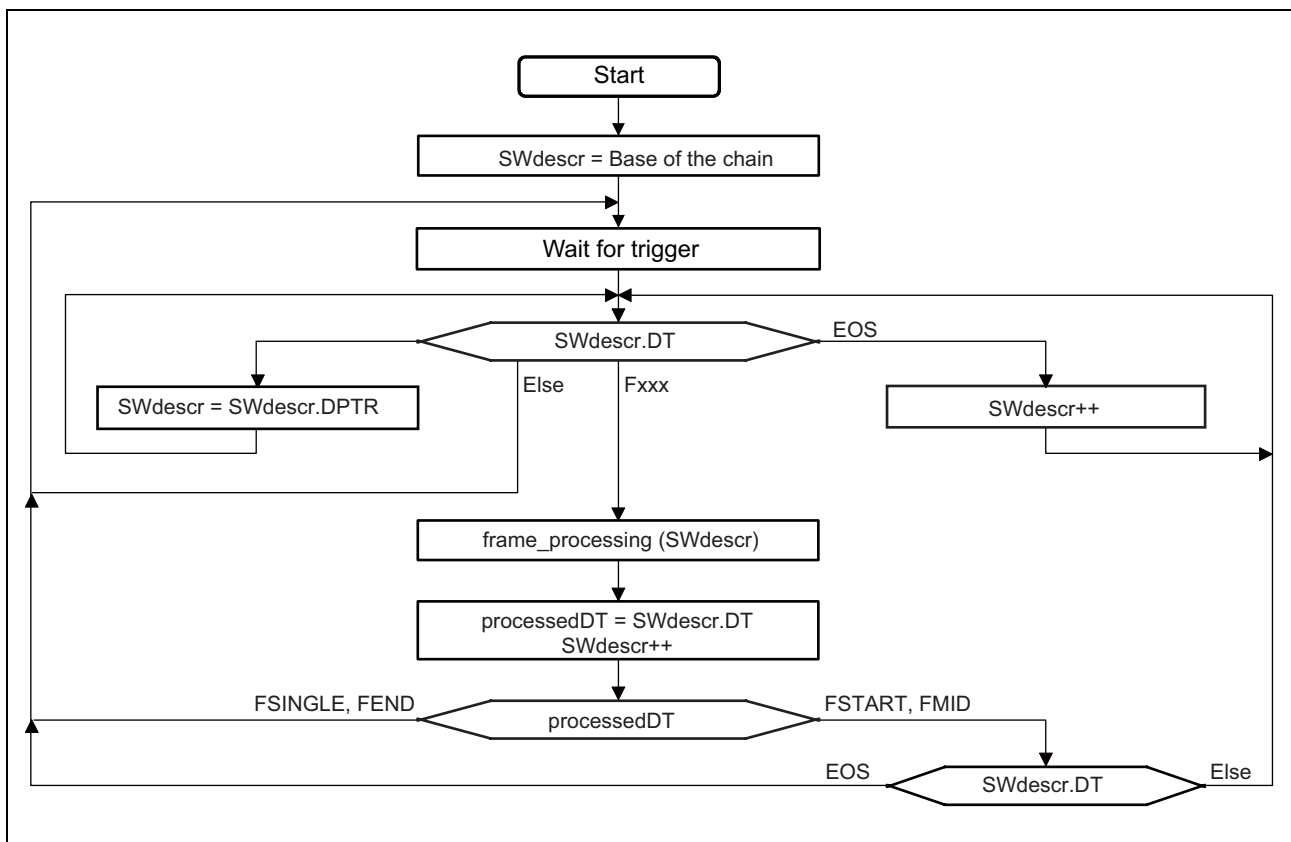 Start
SWdescr = Base of the chain
Wait for trigger
SWdescr.DT
EOS
Else
Fxxx
SWdescr = SWdescr.DPTR
SWdescr++
frame_processing (SWdescr)
processedDT = SWdescr.DT
SWdescr++
FSINGLE, FEND
processedDT
FSTART, FMID
EOS
SWdescr.DT
Else